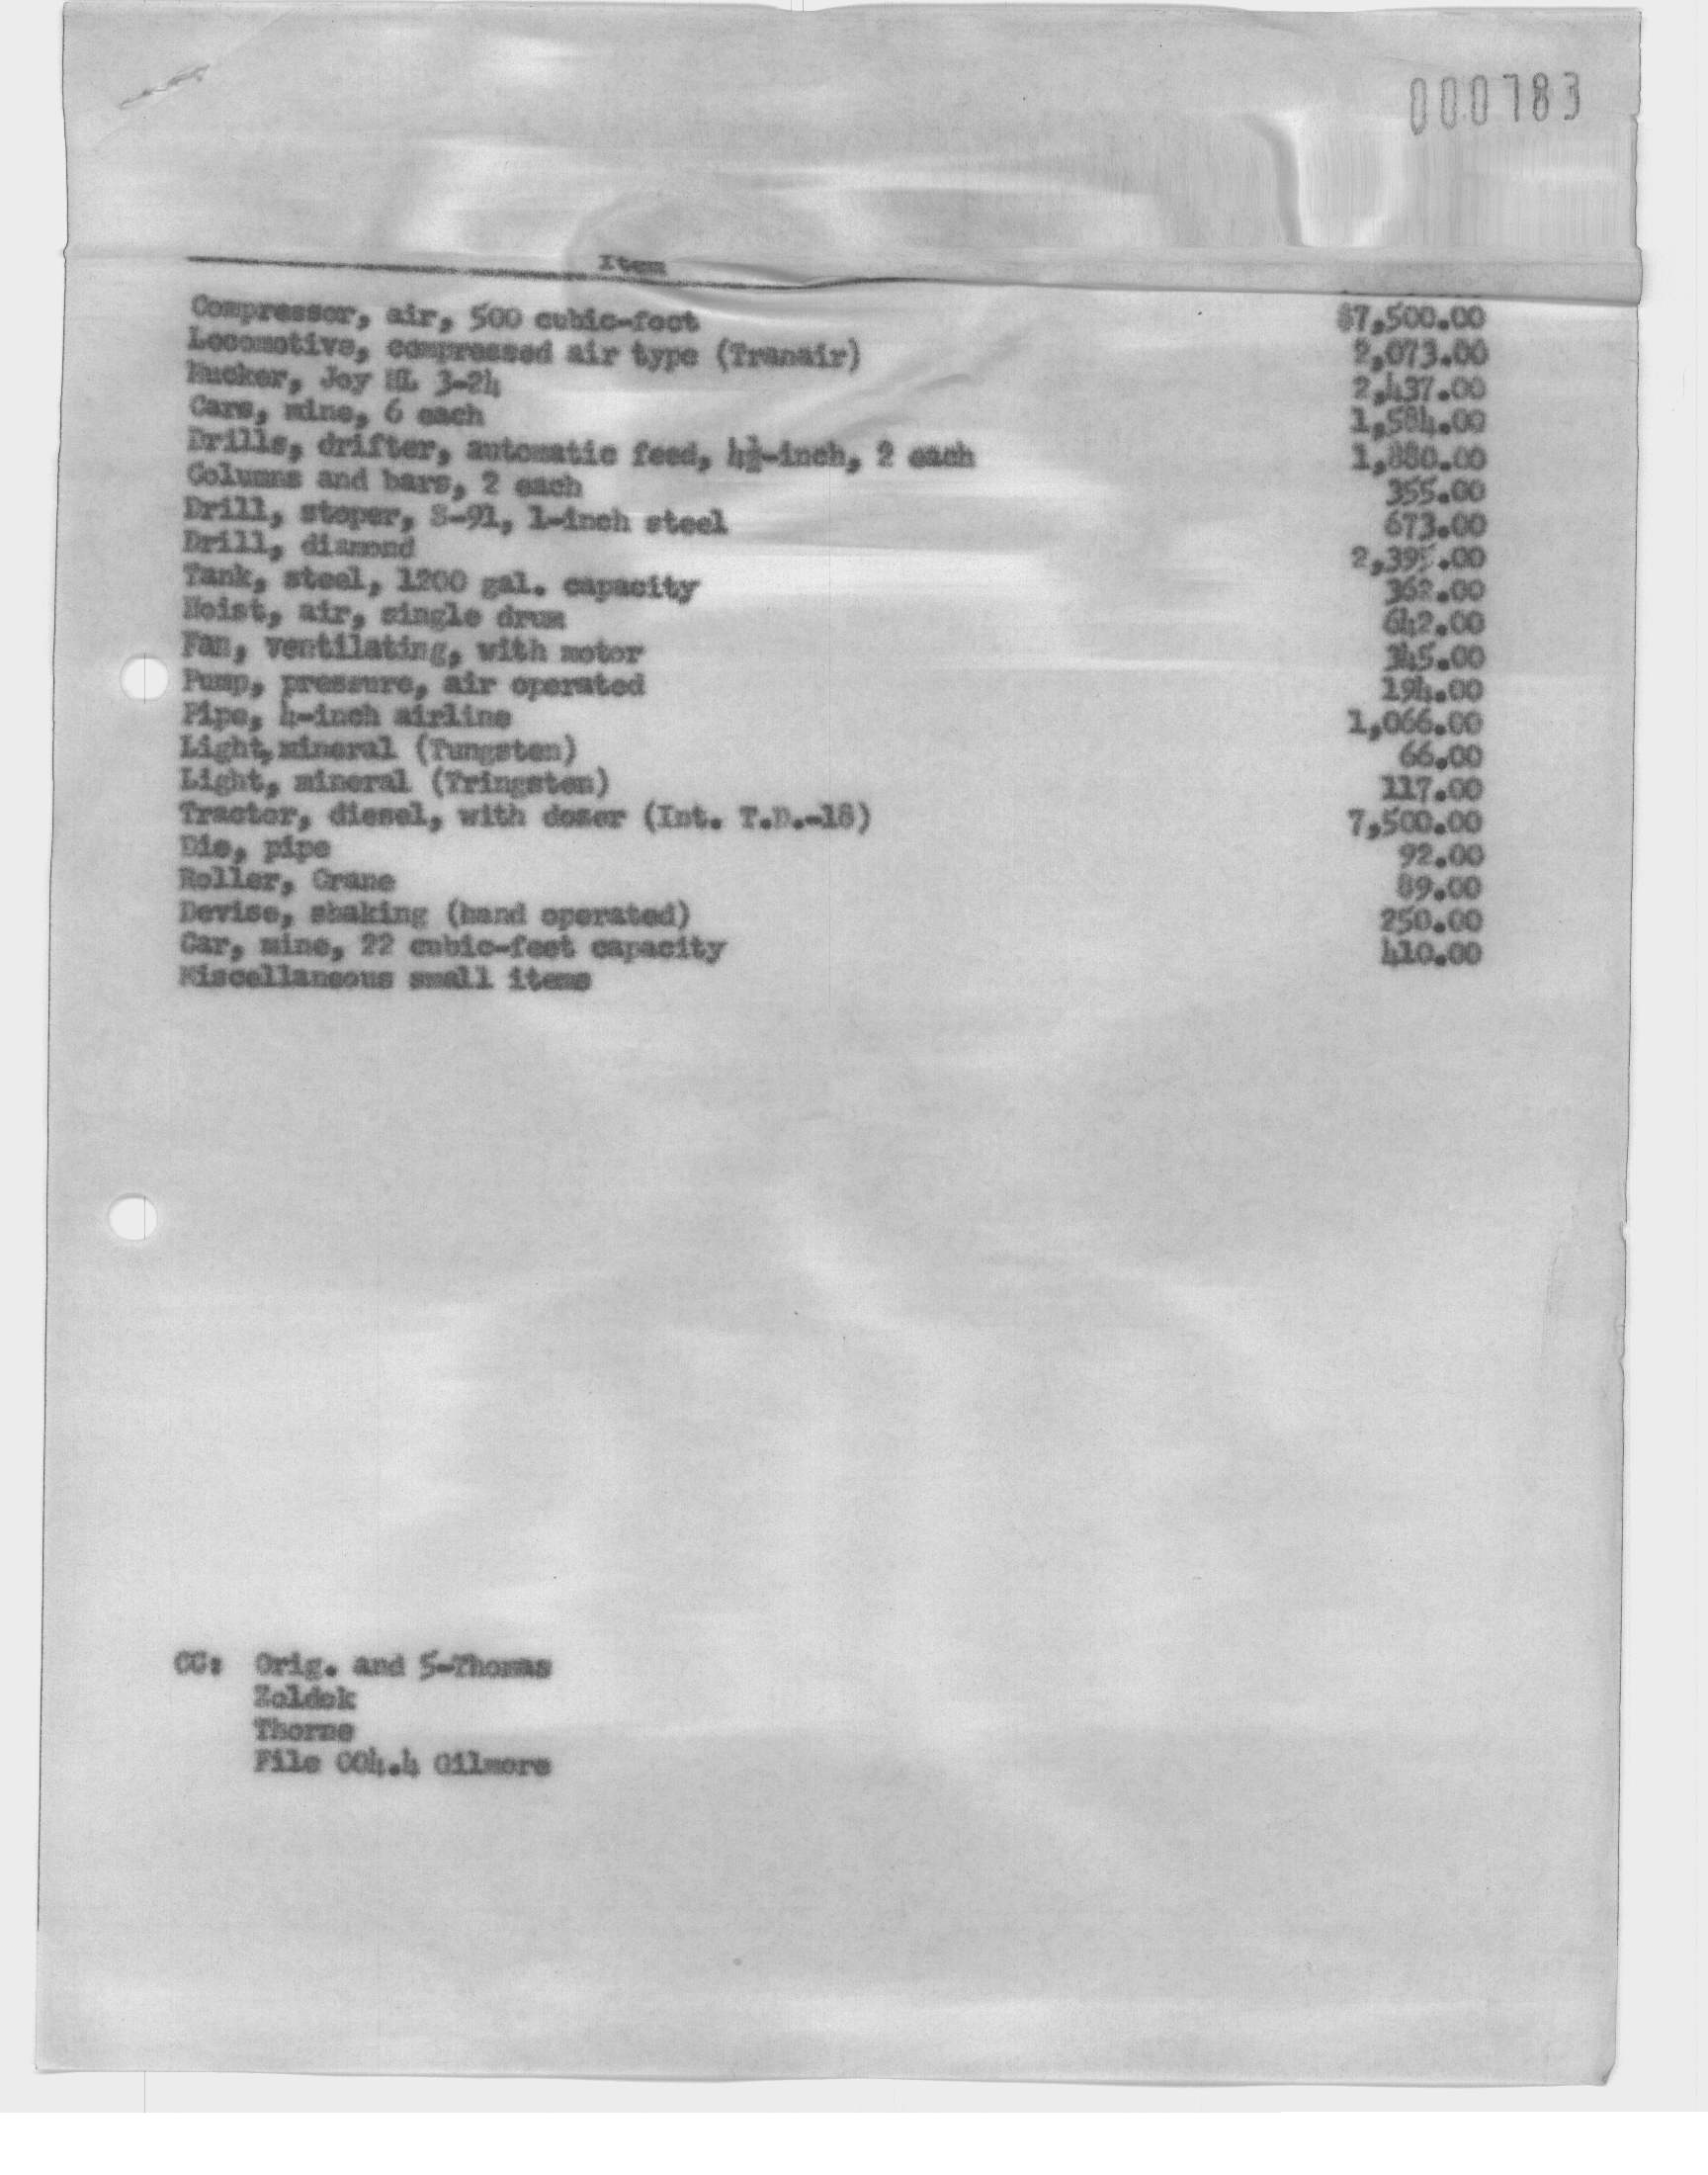 000783
Item
Compressor, air, 500 cubic-foot $7,500.00
Locomotive, compressed air type (Tranair) 2,073.00
Mucker, Joy HL 3-24 2,437.00
Cars, mine, 6 each 1,584.00
Drills, drifter, automatic feed, 4½-inch, 2 each 1,880.00
Columns and bars, 2 each 355.00
Drill, stoper, S-91, 1-inch steel 673.00
Drill, diamond 2,395.00
Tank, steel, 1200 gal. capacity 362.00
Hoist, air, single drum 642.00
Fan, ventilating, with motor 345.00
Pump, pressure, air operated 194.00
Pipe, 4-inch airline 1,066.00
Light, mineral (Tungsten) 66.00
Light, mineral (Tringsten) 117.00
Tractor, diesel, with dozer (Int. T.D.-18) 7,500.00
Die, pipe 92.00
Roller, Crane 89.00
Devise, shaking (hand operated) 250.00
Car, mine, 22 cubic-feet capacity 410.00
Miscellaneous small items
CC: Orig. and 5-Thomas
Zoldok
Thorne
File 004.4 Gilmore